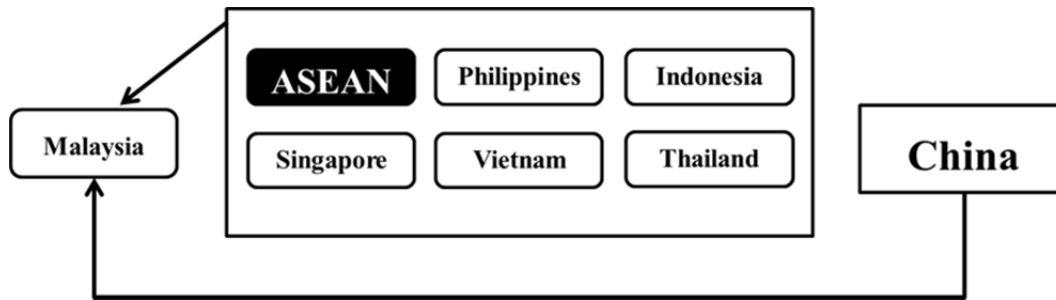 ASEAN
Philippines
Indonesia
Malaysia
Singapore
Vietnam
Thailand
China